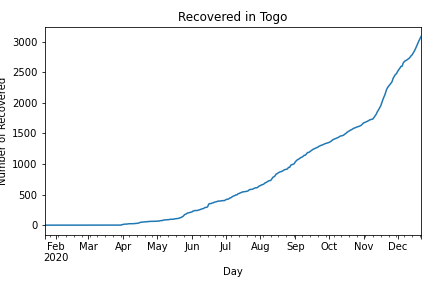 Recovered in Togo
Number of Recovered
3000
2500
2000
1500
1000
500
0
Feb Mar Apr May Jun Jul Aug Sep Oct Nov Dec
2020
Day